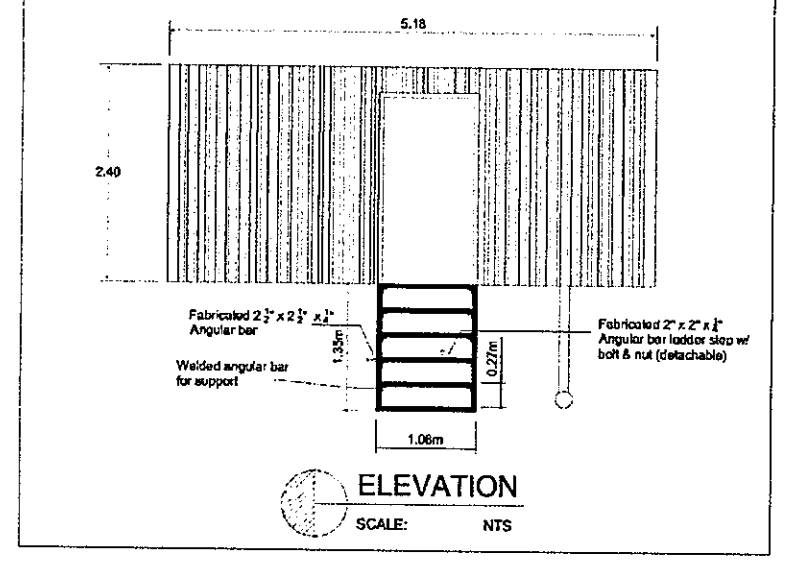 5.18
2.40
Fabricated 2 1/2" x 2 1/2" x 1/4"
Angular bar
1.35m
Welded angular bar
for support
0.27m
Fabricated 2" x 2" x 1/4"
Angular bar ladder step w/
bolt & nut (detachable)
1.06m
ELEVATION
SCALE: NTS